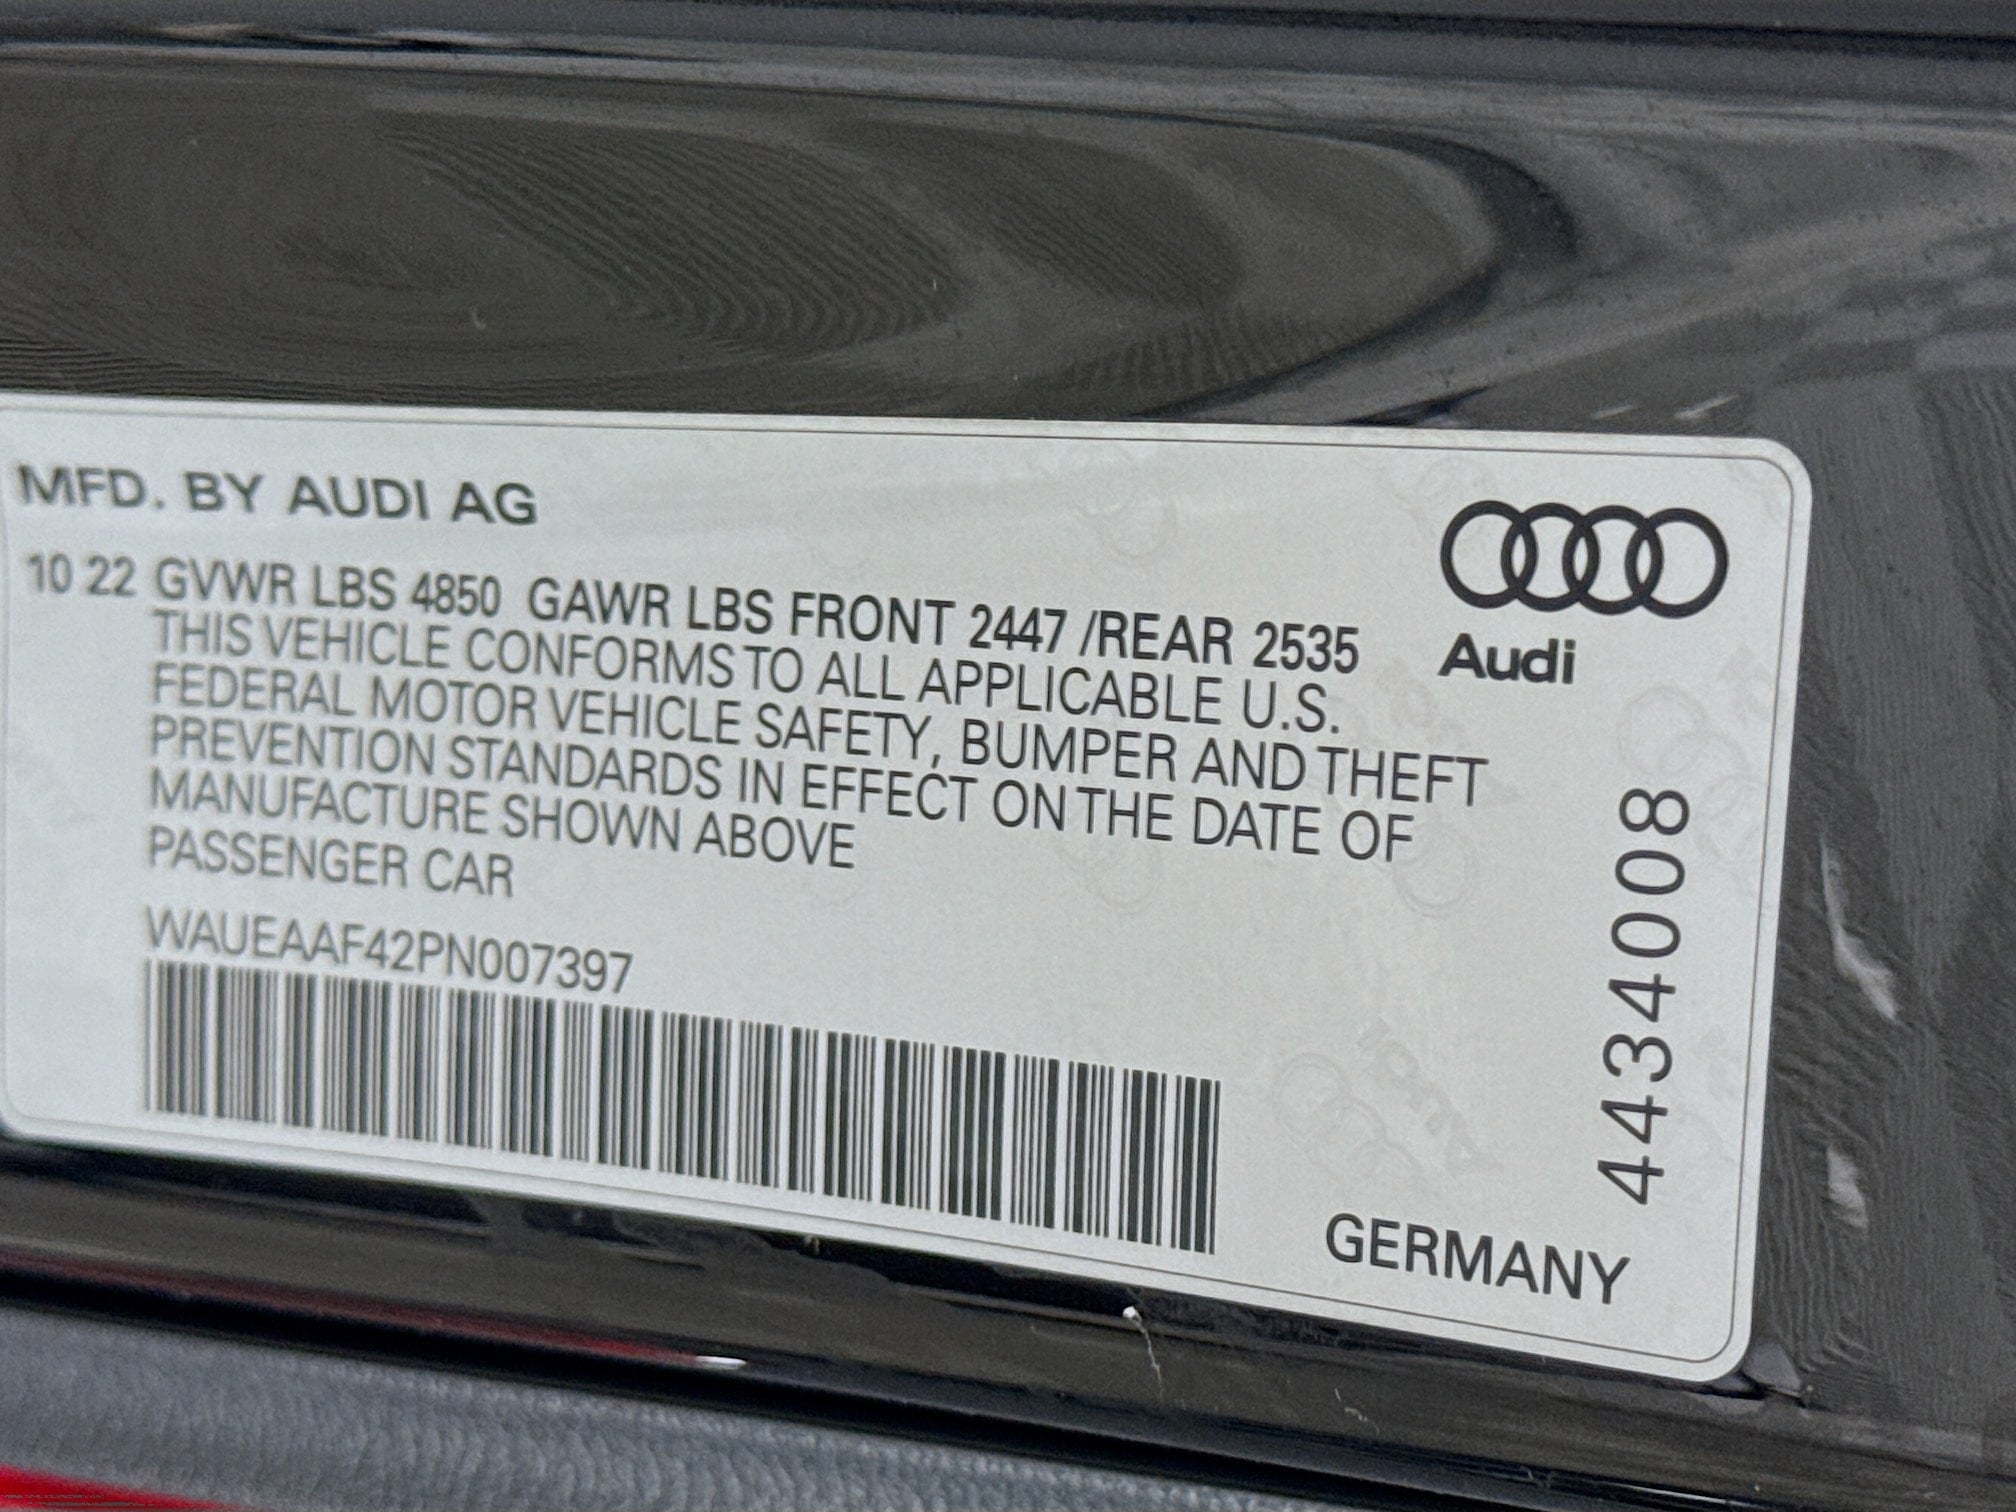 MFD. BY AUDI AG
10 22 GVWR LBS 4850 GAWR LBS FRONT 2447 /REAR 2535
THIS VEHICLE CONFORMS TO ALL APPLICABLE U.S.
FEDERAL MOTOR VEHICLE SAFETY, BUMPER AND THEFT
PREVENTION STANDARDS IN EFFECT ON THE DATE OF
MANUFACTURE SHOWN ABOVE
PASSENGER CAR
WAUEAAF42PN007397
Audi
4434008
GERMANY